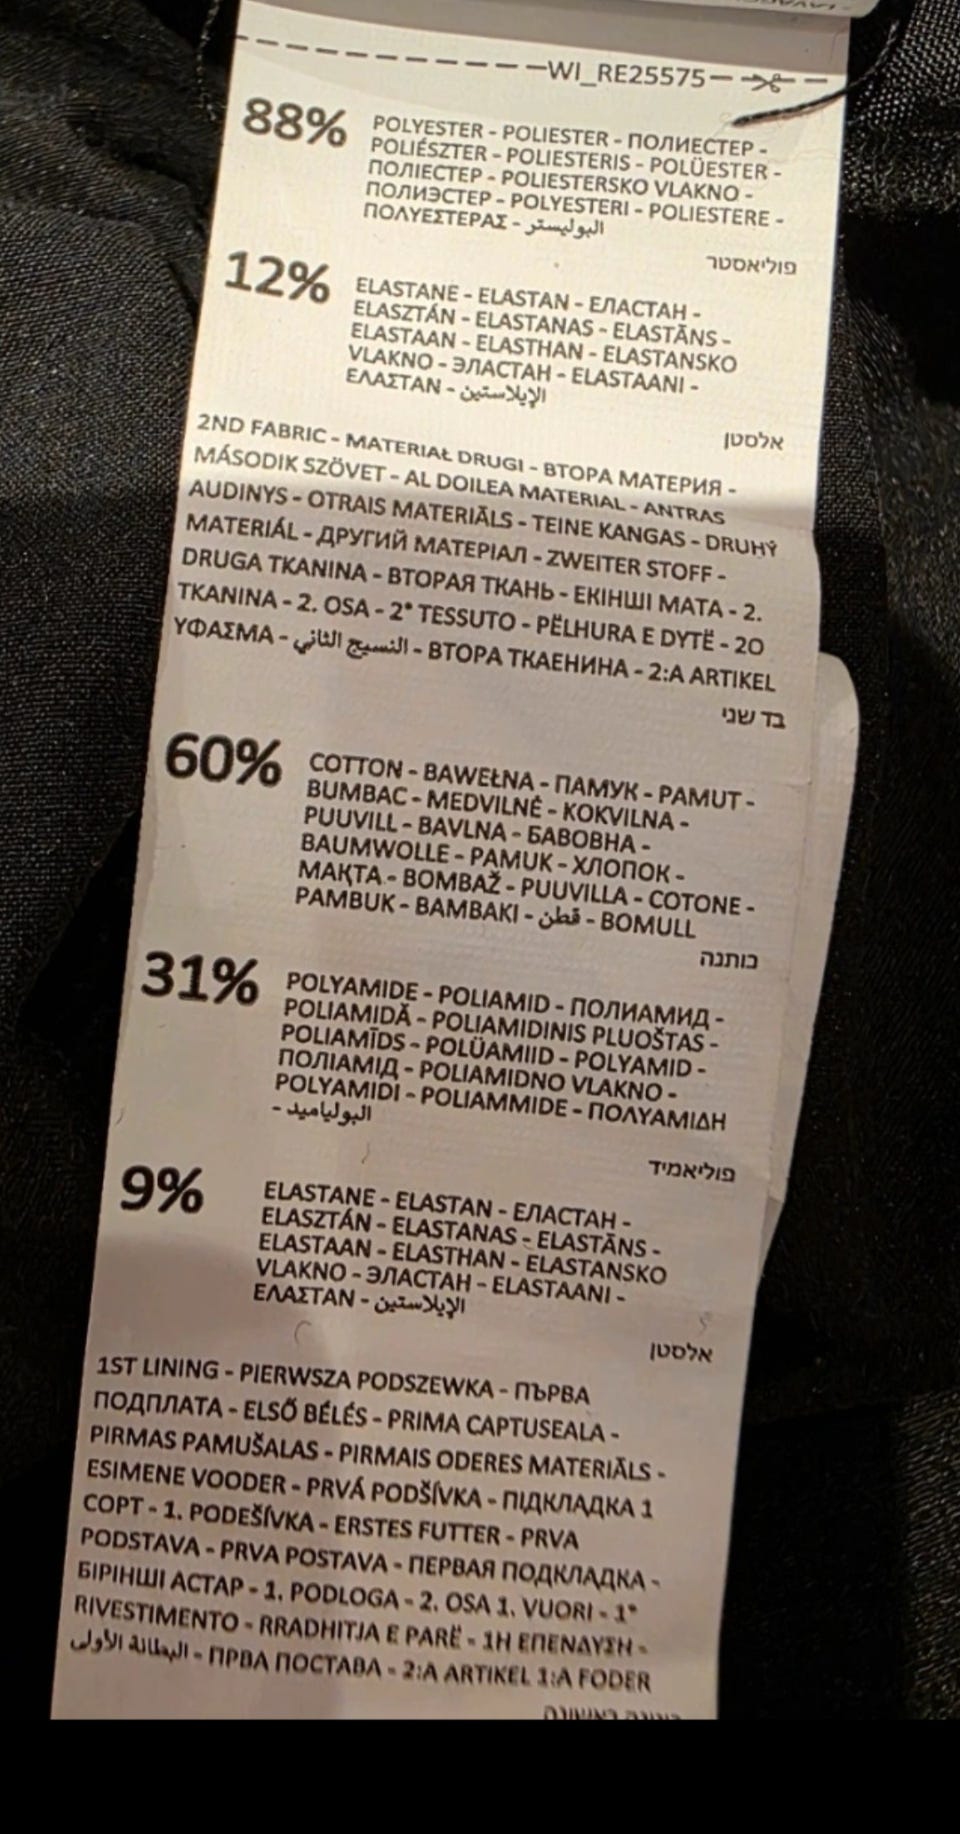 WI_RE25575
88% POLYESTER - POLIESTER - ПОЛИЕСТЕР -
POLIÉSZTER - POLIESTERIS - POLÜESTER -
ПОЛІЕСТЕР - POLIESTERSKO VLAKNO -
ПОЛИЭСТЕР - POLYESTERI - POLIESTERE -
ΠΟΛΥΕΣΤΕΡΑΣ - البوليستر
פוליאסטר
12% ELASTANE - ELASTAN - ЕЛАСТАН -
ELASZTÁN - ELASTANAS - ELASTĀNS -
ELASTAAN - ELASTHAN - ELASTANSKO
VLAKNO - ЭЛАСТАН - ELASTAANI -
ΕΛΑΣΤΑΝ - الإيلاستين
אלסטן
2ND FABRIC - MATERIAŁ DRUGI - ВТОРА МАТЕРИЯ -
MÁSODIK SZÖVET - AL DOILEA MATERIAL - ANTRAS
AUDINYS - OTRAIS MATERIĀLS - TEINE KANGAS - DRUHÝ
MATERIÁL - ДРУГИЙ МАТЕРІАЛ - ZWEITER STOFF -
DRUGA TKANINA - ВТОРАЯ ТКАНЬ - ЕКІНШІ МАТА - 2.
TKANINA - 2. OSA - 2° TESSUTO - PËLHURA E DYTË - 2O
ΥΦΑΣΜΑ - النسيج الثاني - ВТОРА ТКАЕНИНА - 2:A ARTIKEL
בד שני
60% COTTON - BAWEŁNA - ПАМУК - PAMUT -
BUMBAC - MEDVILNĖ - KOKVILNA -
PUUVILL - BAVLNA - БАВОВНА -
BAUMWOLLE - PAMUK - ХЛОПОК -
МАҚТА - BOMBAŽ - PUUVILLA - COTONE -
PAMBUK - BAMBAKI - قطن - BOMULL
כותנה
31% POLYAMIDE - POLIAMID - ПОЛИАМИД -
POLIAMIDĂ - POLIAMIDINIS PLUOŠTAS -
POLIAMĪDS - POLÜAMIID - POLYAMID -
ПОЛІАМІД - POLIAMIDNO VLAKNO -
POLYAMIDI - POLIAMMIDE - ΠΟΛΥΑΜΙΔΗ
- البولياميد
פוליאמיד
9% ELASTANE - ELASTAN - ЕЛАСТАН -
ELASZTÁN - ELASTANAS - ELASTĀNS -
ELASTAAN - ELASTHAN - ELASTANSKO
VLAKNO - ЭЛАСТАН - ELASTAANI -
ΕΛΑΣΤΑΝ - الإيلاستين
אלסטן
1ST LINING - PIERWSZA PODSZEWKA - ПЪРВА
ПОДПЛАТА - ELSŐ BÉLÉS - PRIMA CAPTUSEALA -
PIRMAS PAMUŠALAS - PIRMAIS ODERES MATERIĀLS -
ESIMENE VOODER - PRVÁ PODŠÍVKA - ПІДКЛАДКА 1
СОРТ - 1. PODEŠÍVKA - ERSTES FUTTER - PRVA
PODSTAVA - PRVA POSTAVA - ПЕРВАЯ ПОДКЛАДКА -
БІРІНШІ АСТАР - 1. PODLOGA - 2. OSA 1. VUORI - 1°
RIVESTIMENTO - RRADHITJA E PARË - 1Η ΕΠΕΝΔΥΣΗ -
البطانة الأولى - ПРВА ПОСТАВА - 2:A ARTIKEL 1:A FODER